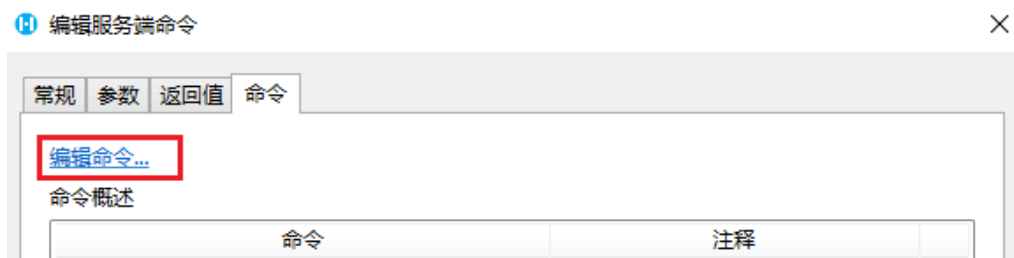 编辑服务端命令
常规 参数 返回值 命令
编辑命令...
命令概述
命令 注释